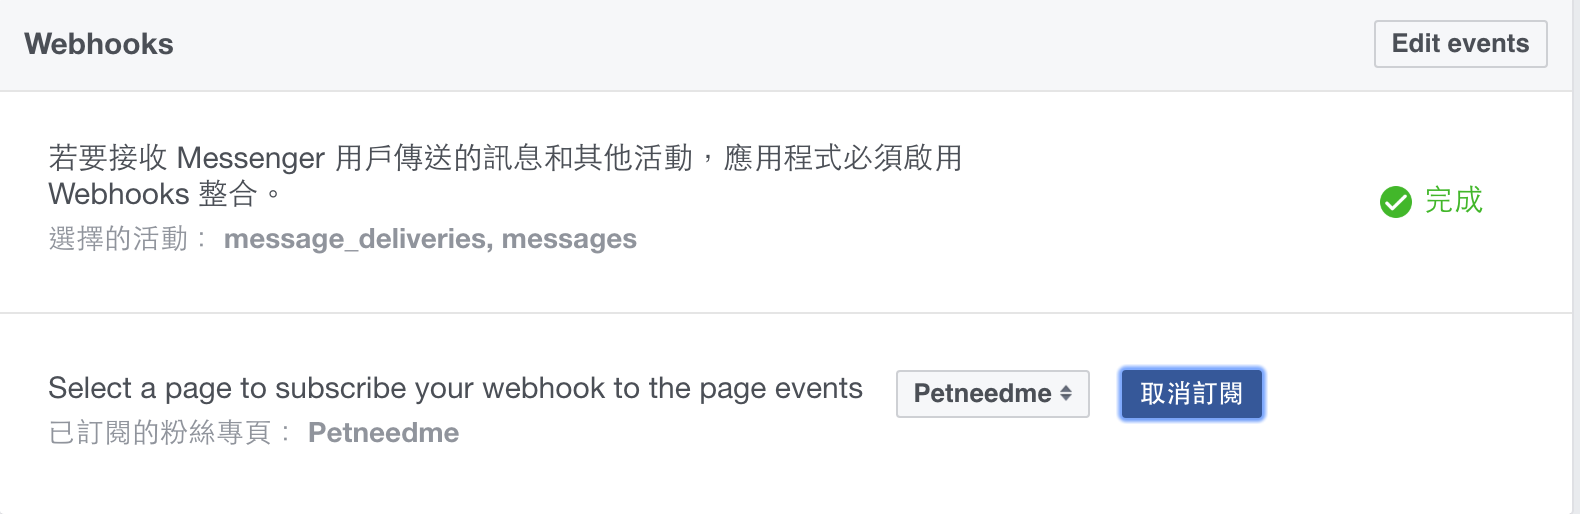 Webhooks
Edit events
若要接收 Messenger 用戶傳送的訊息和其他活動，應用程式必須啟用
Webhooks 整合。
完成
選擇的活動： message_deliveries, messages
Select a page to subscribe your webhook to the page events
Petneedme
取消訂閱
已訂閱的粉絲專頁： Petneedme